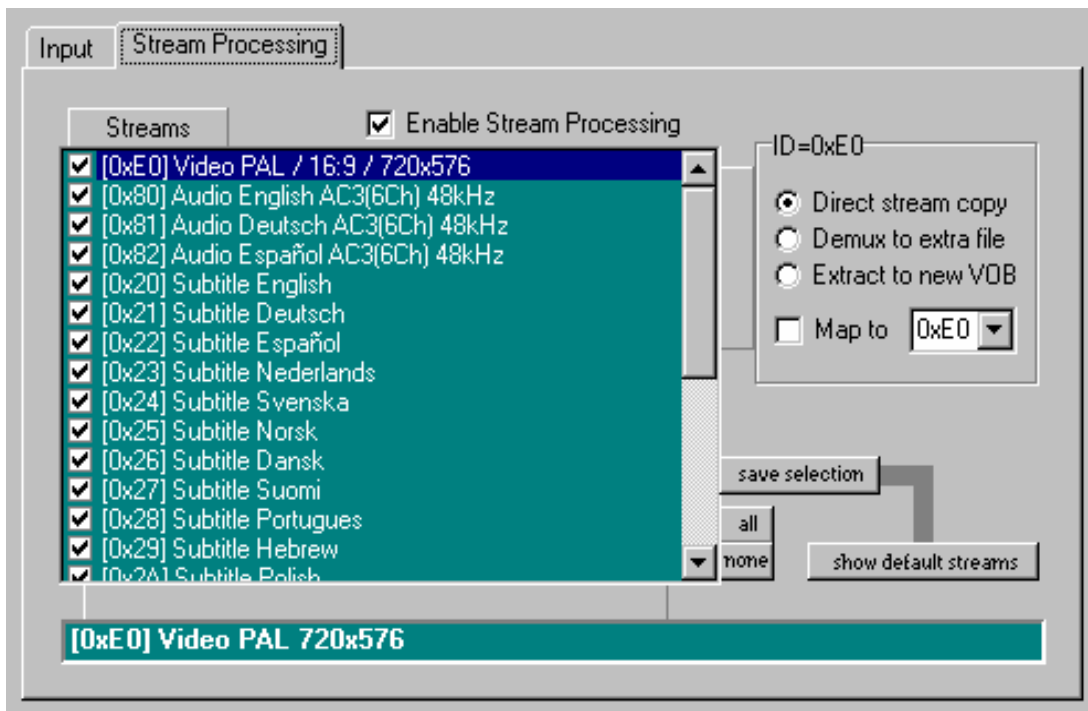 Input
Stream Processing
Streams
Enable Stream Processing
[0xE0] Video PAL / 16:9 / 720x576
[0x80] Audio English AC3(6Ch) 48kHz
[0x81] Audio Deutsch AC3(6Ch) 48kHz
[0x82] Audio Español AC3(6Ch) 48kHz
[0x20] Subtitle English
[0x21] Subtitle Deutsch
[0x22] Subtitle Español
[0x23] Subtitle Nederlands
[0x24] Subtitle Svenska
[0x25] Subtitle Norsk
[0x26] Subtitle Dansk
[0x27] Subtitle Suomi
[0x28] Subtitle Portugues
[0x29] Subtitle Hebrew
[0x2A] Subtitle Polish
ID=0xE0
Direct stream copy
Demux to extra file
Extract to new VOB
Map to 0xE0
save selection
all
none
show default streams
[0xE0] Video PAL 720x576